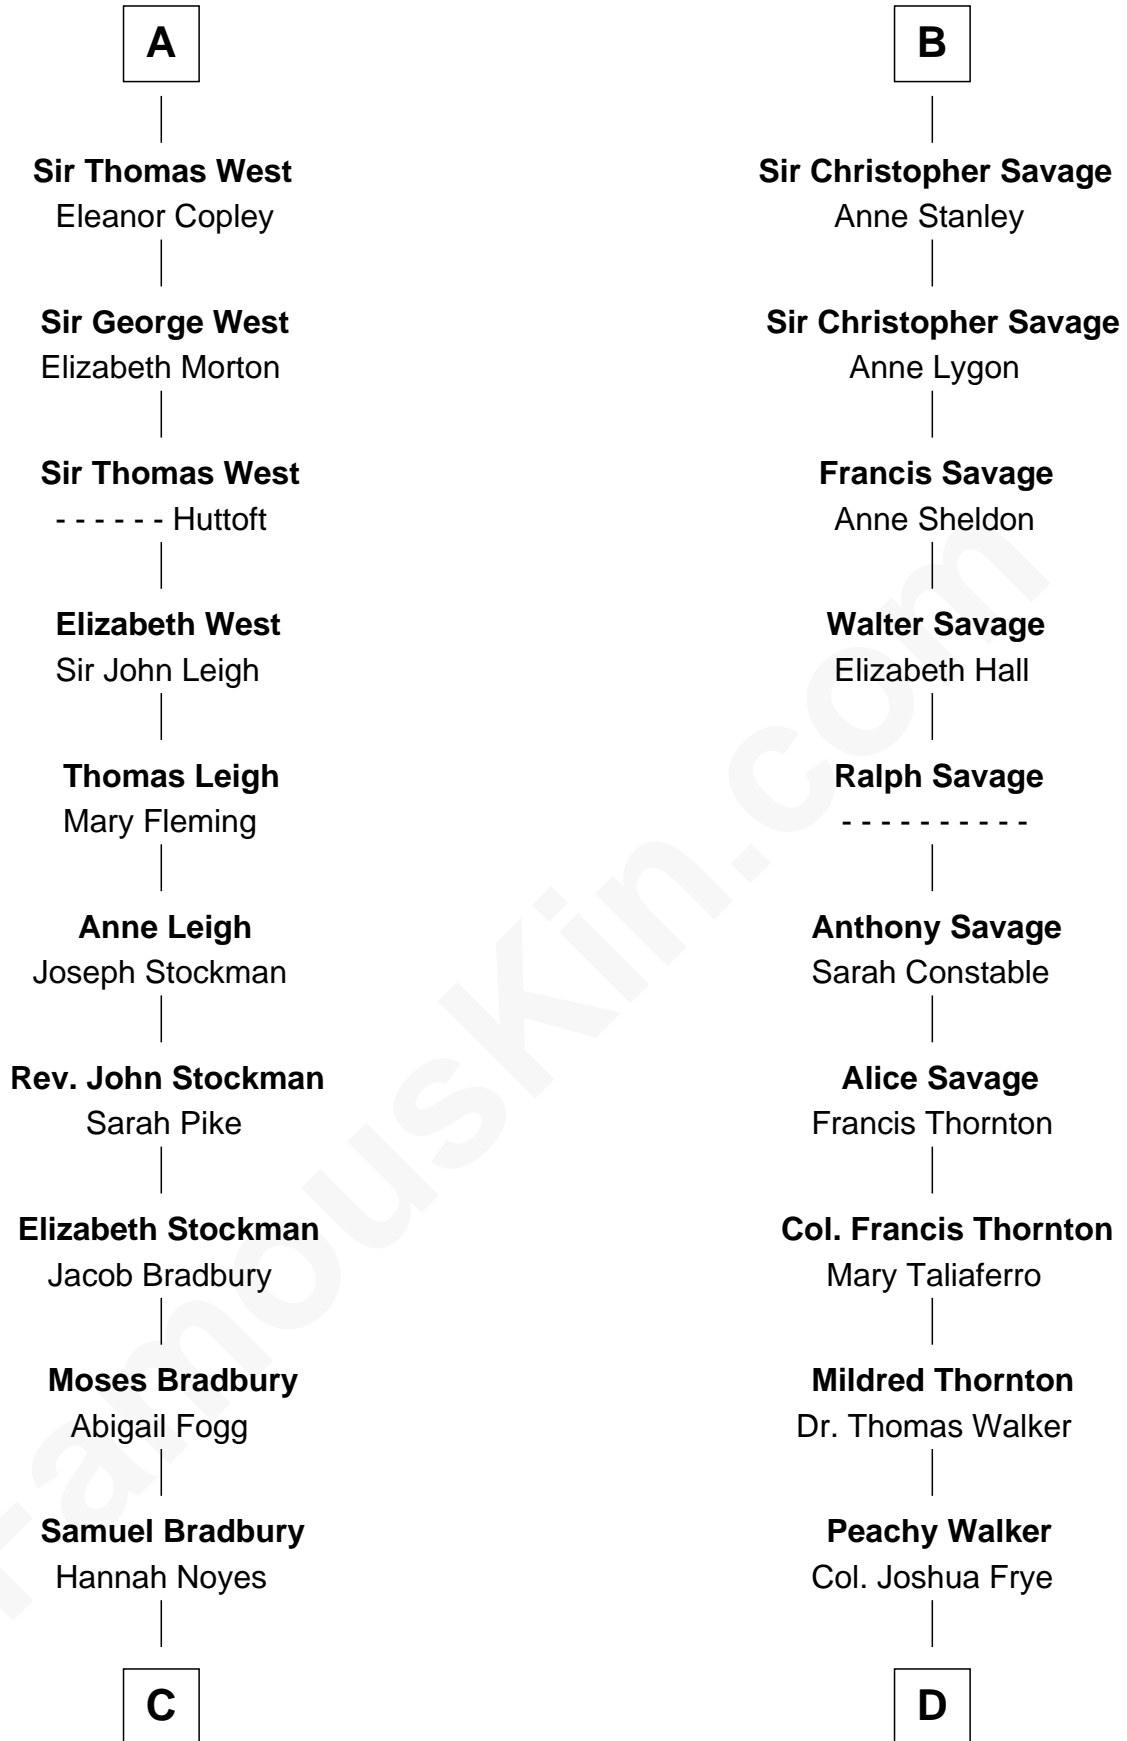 A
Sir Thomas West
Eleanor Copley
Sir George West
Elizabeth Morton
Sir Thomas West
- - - - - - Huttoft
Elizabeth West
Sir John Leigh
Thomas Leigh
Mary Fleming
Anne Leigh
Joseph Stockman
Rev. John Stockman
Sarah Pike
Elizabeth Stockman
Jacob Bradbury
Moses Bradbury
Abigail Fogg
Samuel Bradbury
Hannah Noyes
C
B
Sir Christopher Savage
Anne Stanley
Sir Christopher Savage
Anne Lygon
Francis Savage
Anne Sheldon
Walter Savage
Elizabeth Hall
Ralph Savage
- - - - - - - - - -
Anthony Savage
Sarah Constable
Alice Savage
Francis Thornton
Col. Francis Thornton
Mary Taliaferro
Mildred Thornton
Dr. Thomas Walker
Peachy Walker
Col. Joshua Frye
D
FamousKin.com